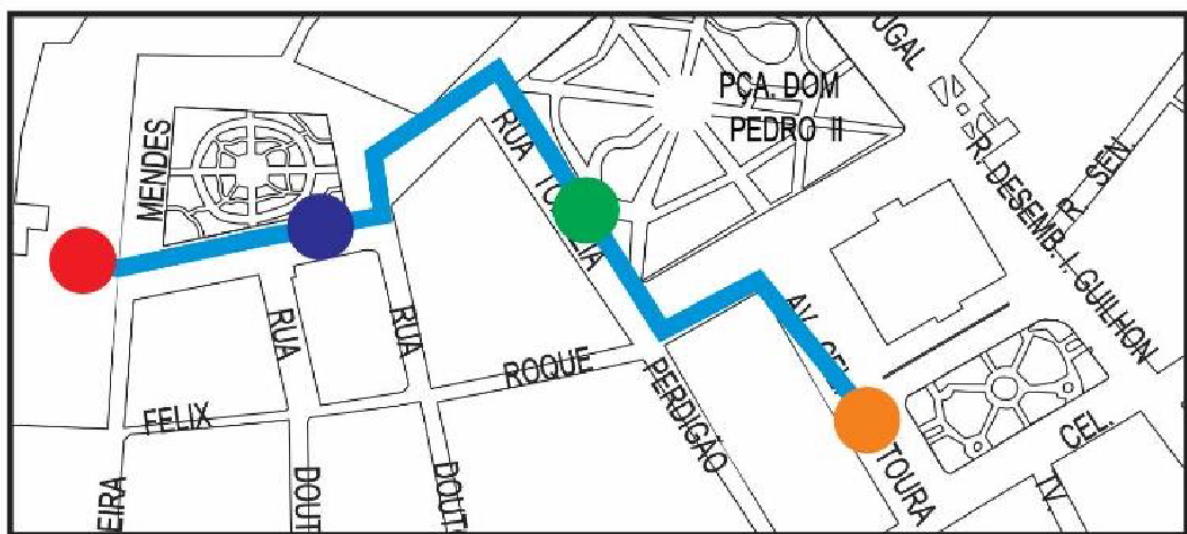 UGAL
PÇA. DOM
PEDRO II
MENDES
RUA
R. SEN
R. DESEMB. I. GUILHON
RUA
RUA
AV. CEL.
ROQUE
PERDIGÃO
FELIX
CEL.
TOURA
TV.
EIRA
DOUT
DOUT